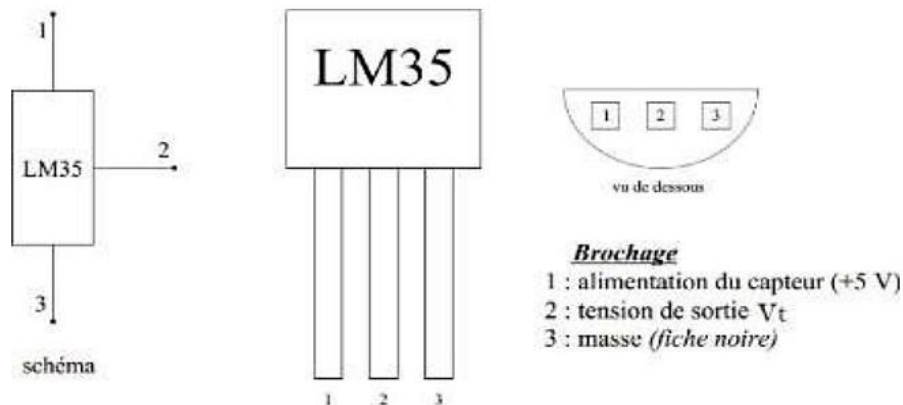 1
LM35
2
3
schéma
LM35
1 2 3
1 2 3
vu de dessous
Brochage
1 : alimentation du capteur (+5 V)
2 : tension de sortie Vt
3 : masse (fiche noire)